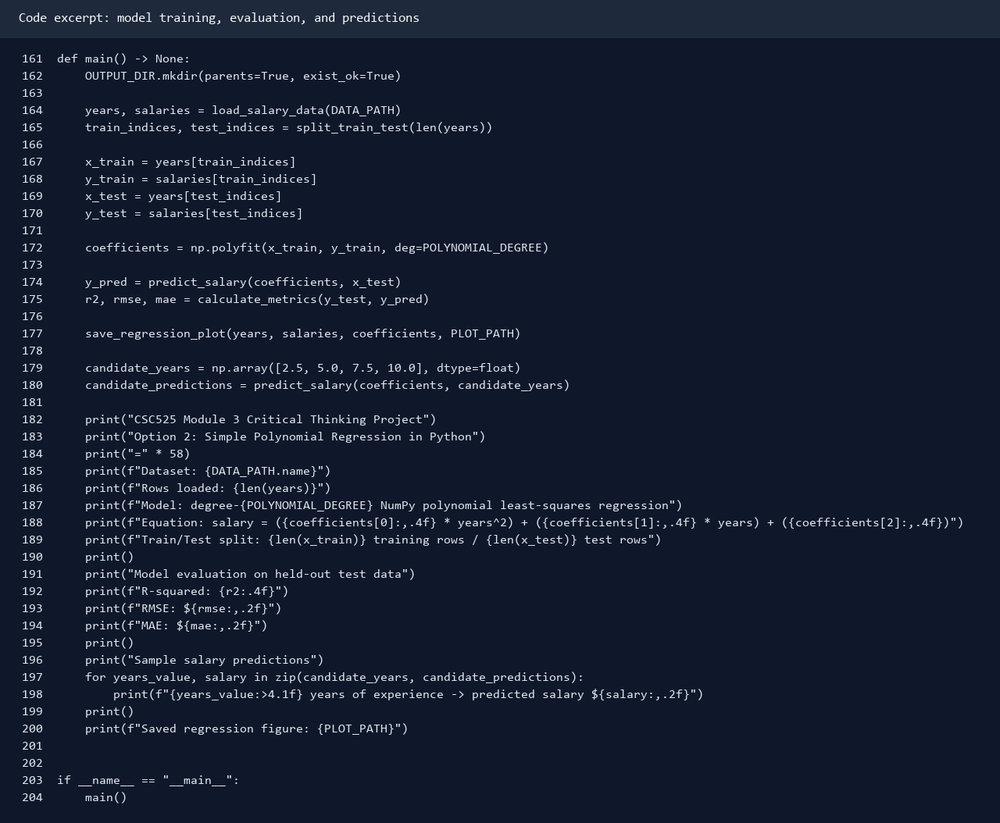 Code excerpt: model training, evaluation, and predictions
161  def main() -> None:
162      OUTPUT_DIR.mkdir(parents=True, exist_ok=True)
163
164      years, salaries = load_salary_data(DATA_PATH)
165      train_indices, test_indices = split_train_test(len(years))
166
167      x_train = years[train_indices]
168      y_train = salaries[train_indices]
169      x_test = years[test_indices]
170      y_test = salaries[test_indices]
171
172      coefficients = np.polyfit(x_train, y_train, deg=POLYNOMIAL_DEGREE)
173
174      y_pred = predict_salary(coefficients, x_test)
175      r2, rmse, mae = calculate_metrics(y_test, y_pred)
176
177      save_regression_plot(years, salaries, coefficients, PLOT_PATH)
178
179      candidate_years = np.array([2.5, 5.0, 7.5, 10.0], dtype=float)
180      candidate_predictions = predict_salary(coefficients, candidate_years)
181
182      print("CSC525 Module 3 Critical Thinking Project")
183      print("Option 2: Simple Polynomial Regression in Python")
184      print("=" * 58)
185      print(f"Dataset: {DATA_PATH.name}")
186      print(f"Rows loaded: {len(years)}")
187      print(f"Model: degree-{POLYNOMIAL_DEGREE} NumPy polynomial least-squares regression")
188      print(f"Equation: salary = ({coefficients[0]:,.4f} * years^2) + ({coefficients[1]:,.4f} * years) + ({coefficients[2]:,.4f})")
189      print(f"Train/Test split: {len(x_train)} training rows / {len(x_test)} test rows")
190      print()
191      print("Model evaluation on held-out test data")
192      print(f"R-squared: {r2:.4f}")
193      print(f"RMSE: ${rmse:,.2f}")
194      print(f"MAE: ${mae:,.2f}")
195      print()
196      print("Sample salary predictions")
197      for years_value, salary in zip(candidate_years, candidate_predictions):
198          print(f"{years_value:>4.1f} years of experience -> predicted salary ${salary:,.2f}")
199      print()
200      print(f"Saved regression figure: {PLOT_PATH}")
201
202
203  if __name__ == "__main__":
204      main()